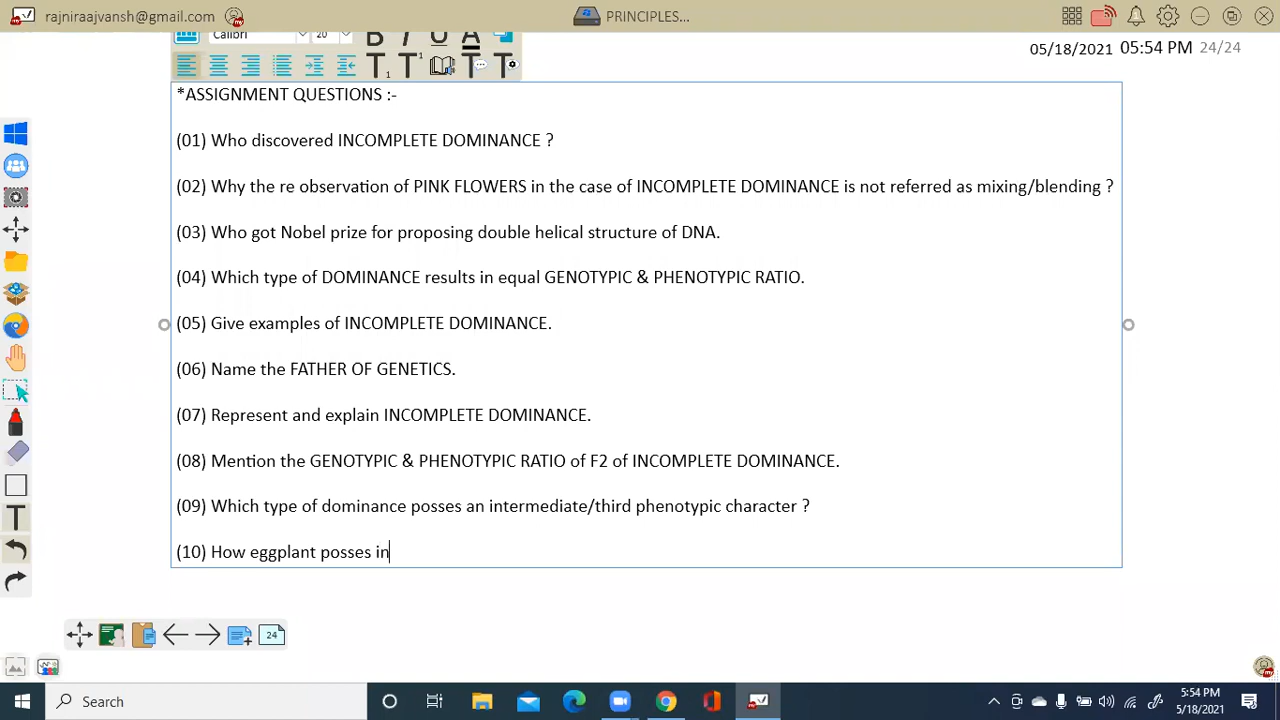 rajniraajvansh@gmail.com
PRINCIPLES...
Calibri
20
B I U A
05/18/2021 05:54 PM 24/24
*ASSIGNMENT QUESTIONS :-
(01) Who discovered INCOMPLETE DOMINANCE ?
(02) Why the re observation of PINK FLOWERS in the case of INCOMPLETE DOMINANCE is not referred as mixing/blending ?
(03) Who got Nobel prize for proposing double helical structure of DNA.
(04) Which type of DOMINANCE results in equal GENOTYPIC & PHENOTYPIC RATIO.
(05) Give examples of INCOMPLETE DOMINANCE.
(06) Name the FATHER OF GENETICS.
(07) Represent and explain INCOMPLETE DOMINANCE.
(08) Mention the GENOTYPIC & PHENOTYPIC RATIO of F2 of INCOMPLETE DOMINANCE.
(09) Which type of dominance posses an intermediate/third phenotypic character ?
(10) How eggplant posses in
24
Search
5:54 PM
5/18/2021